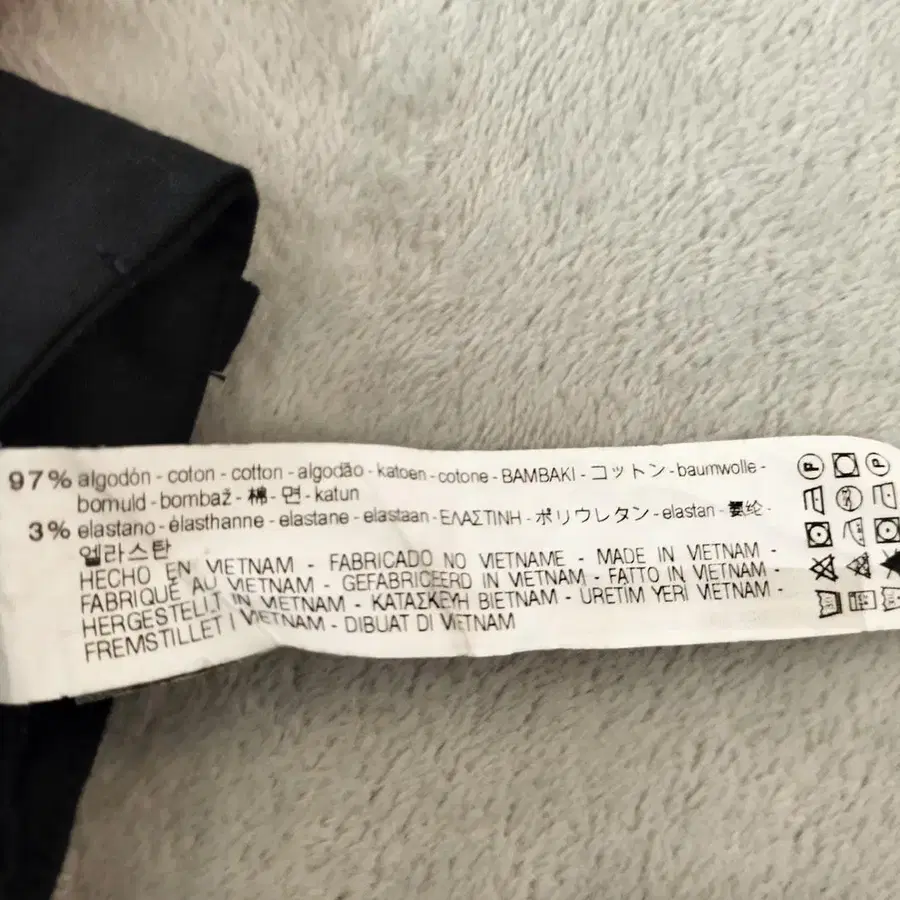 97% algodón - coton - cotton - algodão - katoen - cotone - BAMBAKI - コットン - baumwolle -
bomuld - bombaž - 棉 - 면 - katun
3% elastano - élasthanne - elastane - elastaan - ΕΛΑΣΤΙΝΗ - ポリウレタン - elastan - 氨纶 -
엘라스탄
HECHO EN VIETNAM - FABRICADO NO VIETNAME - MADE IN VIETNAM -
FABRIQUÉ AU VIETNAM - GEFABRICEERD IN VIETNAM - FATTO IN VIETNAM -
HERGESTELLT IN VIETNAM - ΚΑΤΑΣΚΕΥΗ ΒΙΕΤΝΑΜ - ÜRETIM YERI VIETNAM -
FREMSTILLET I VIETNAM - DIBUAT DI VIETNAM
P P